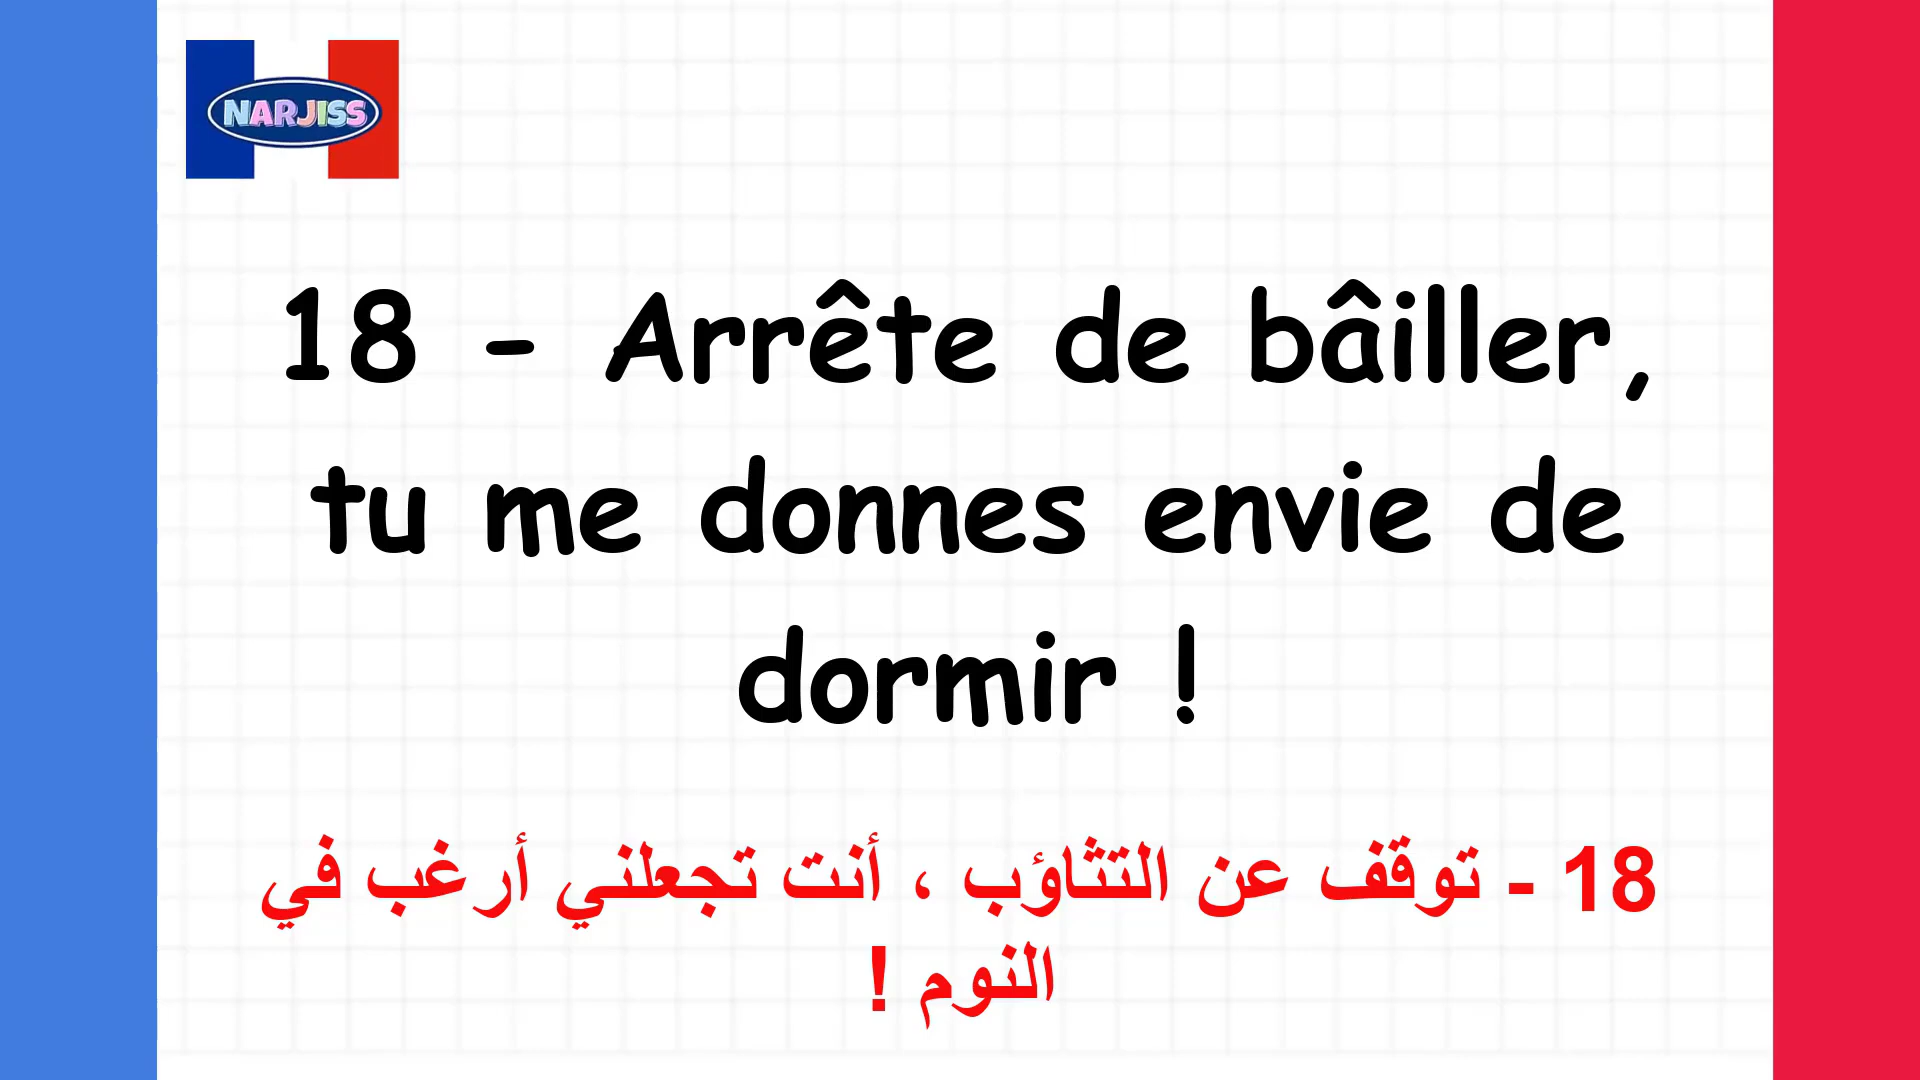 NARJISS
18 - Arrête de bâiller,
tu me donnes envie de
dormir !
18 - توقف عن التثاؤب ، أنت تجعلني أرغب في
النوم !